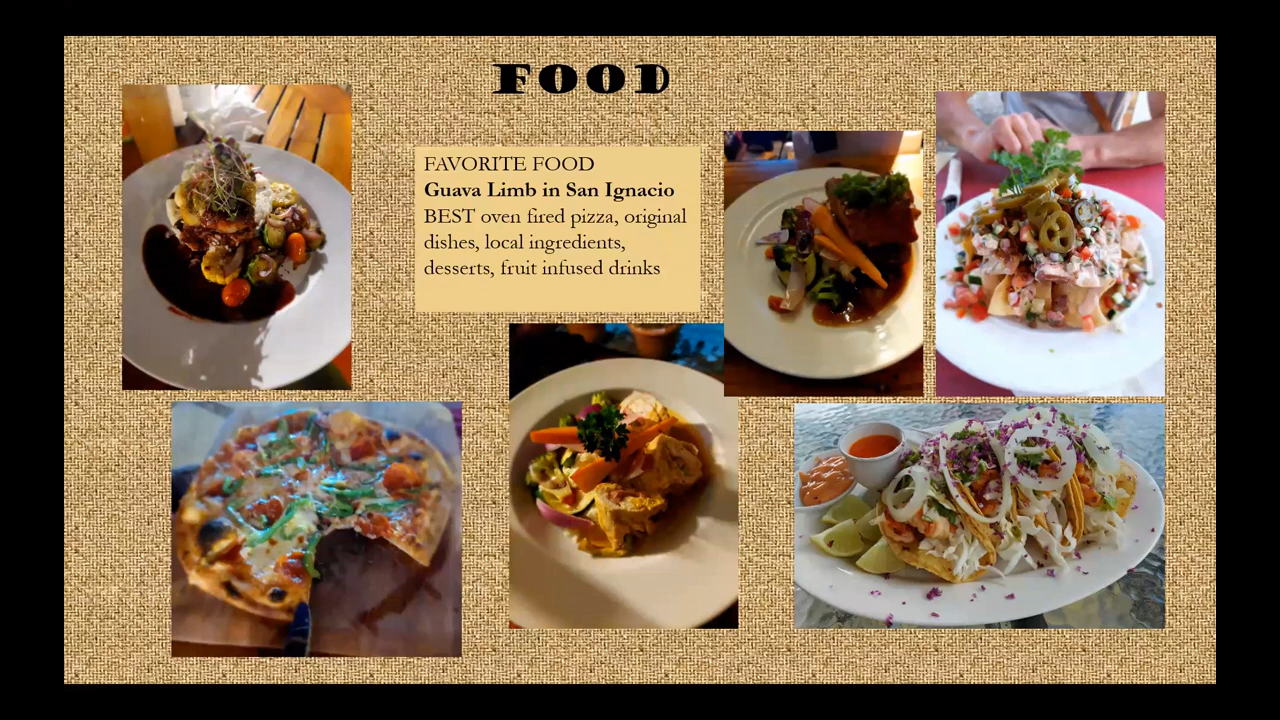 FOOD
FAVORITE FOOD
Guava Limb in San Ignacio
BEST oven fired pizza, original
dishes, local ingredients,
desserts, fruit infused drinks